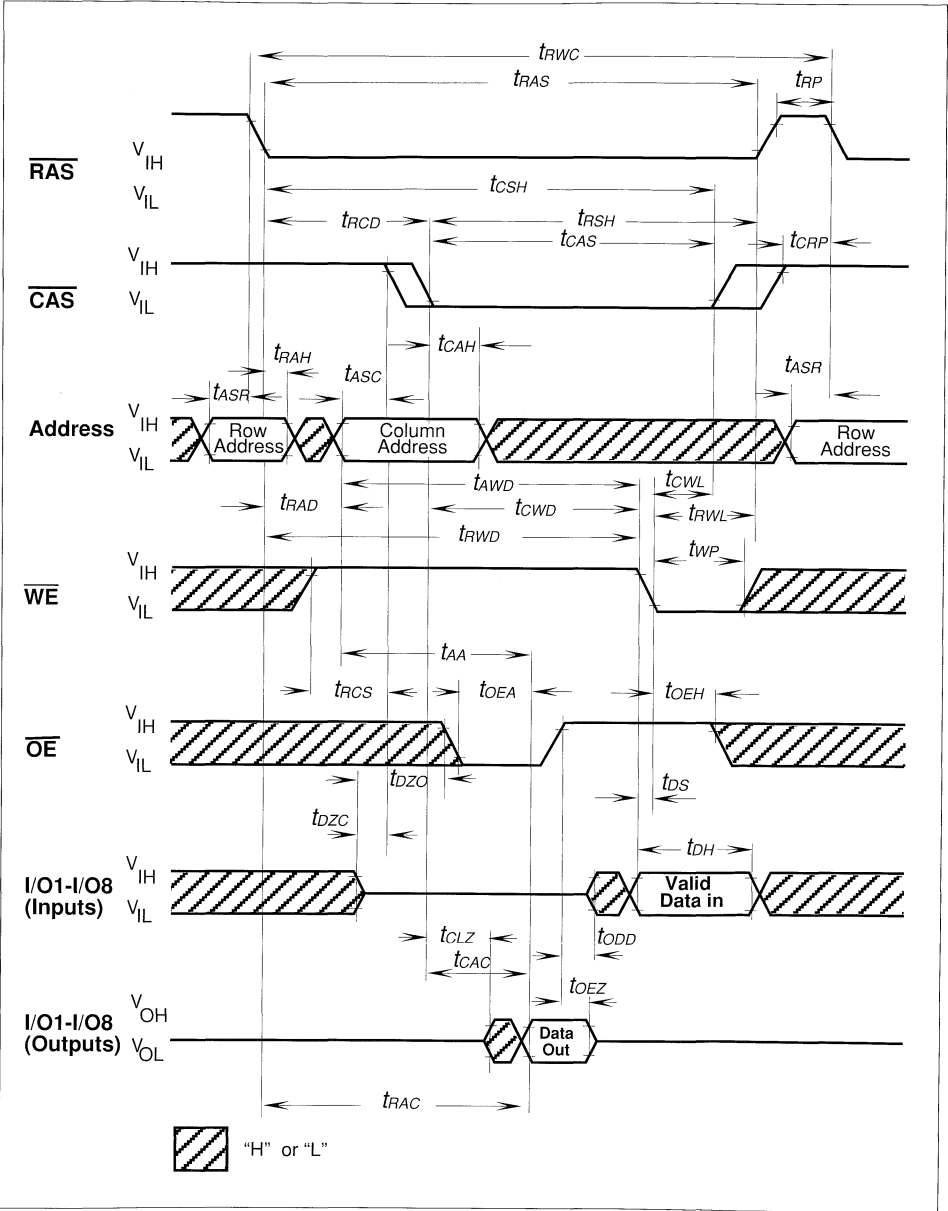 tRWC
tRAS
tRP
RAS
VIH
VIL
tCSH
tRCD
tRSH
tCAS
tCRP
CAS
VIH
VIL
tCAH
tRAH
tASC
tASR
tASR
Address
VIH
VIL
Row Address
Column Address
Row Address
tAWD
tCWL
tRAD
tCWD
tRWL
tRWD
tWP
WE
VIH
VIL
tAA
tRCS
tOEA
tOEH
OE
VIH
VIL
tDZO
tDS
tDZC
tDH
I/O1-I/O8 (Inputs)
VIH
VIL
Valid Data in
tCLZ
tODD
tCAC
tOEZ
I/O1-I/O8 (Outputs)
VOH
VOL
Data Out
tRAC
“H” or “L”